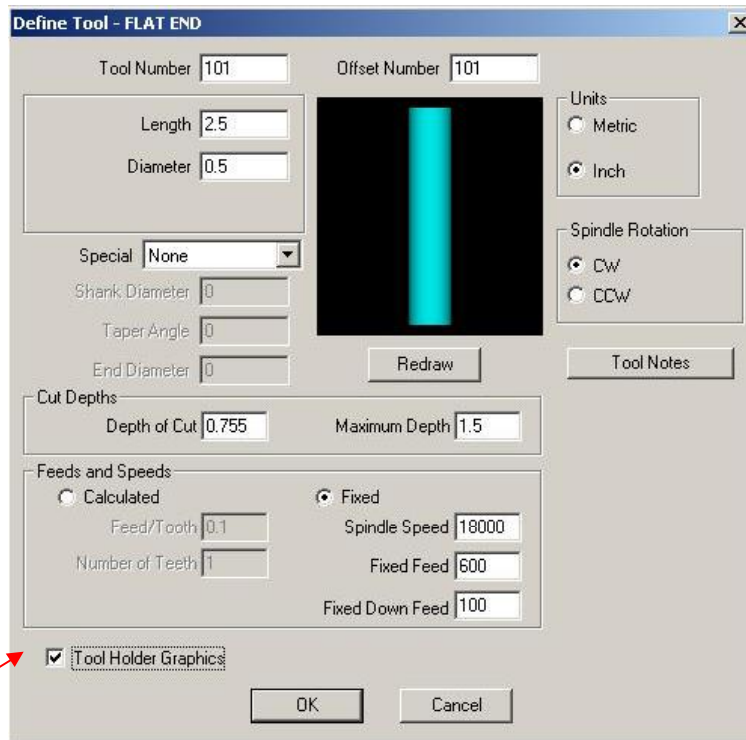 Define Tool - FLAT END
Tool Number 101 Offset Number 101
Length 2.5
Diameter 0.5
Units
Metric
Inch
Special None
Shank Diameter 0
Taper Angle 0
End Diameter 0
Spindle Rotation
CW
CCW
Redraw
Tool Notes
Cut Depths
Depth of Cut 0.755 Maximum Depth 1.5
Feeds and Speeds
Calculated Fixed
Feed/Tooth 0.1 Spindle Speed 18000
Number of Teeth 1 Fixed Feed 600
Fixed Down Feed 100
Tool Holder Graphics
OK Cancel